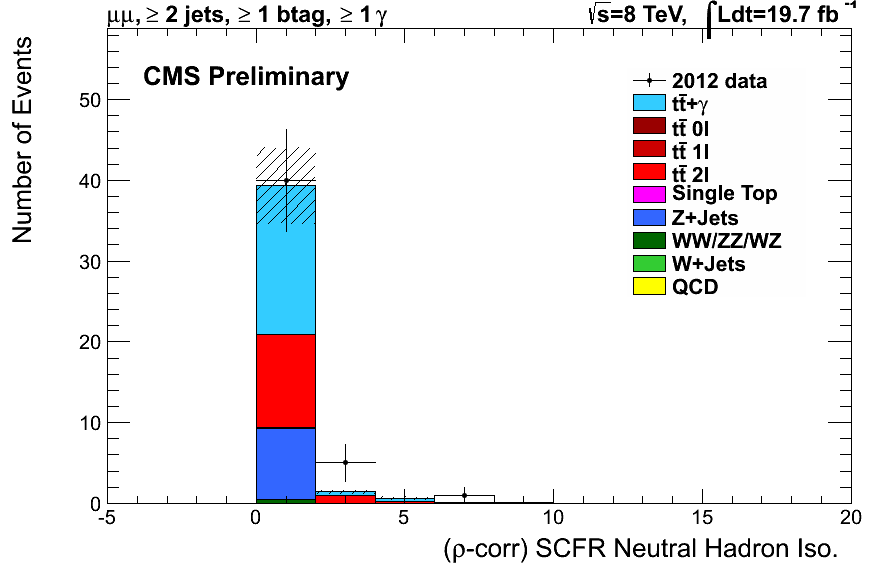 μμ, ≥ 2 jets, ≥ 1 btag, ≥ 1 γ
√s=8 TeV, ∫Ldt=19.7 fb⁻¹
CMS Preliminary
2012 data
tt̄+γ
tt̄ 0l
tt̄ 1l
tt̄ 2l
Single Top
Z+Jets
WW/ZZ/WZ
W+Jets
QCD
Number of Events
50
40
30
20
10
0
-5 0 5 10 15 20
(ρ-corr) SCFR Neutral Hadron Iso.